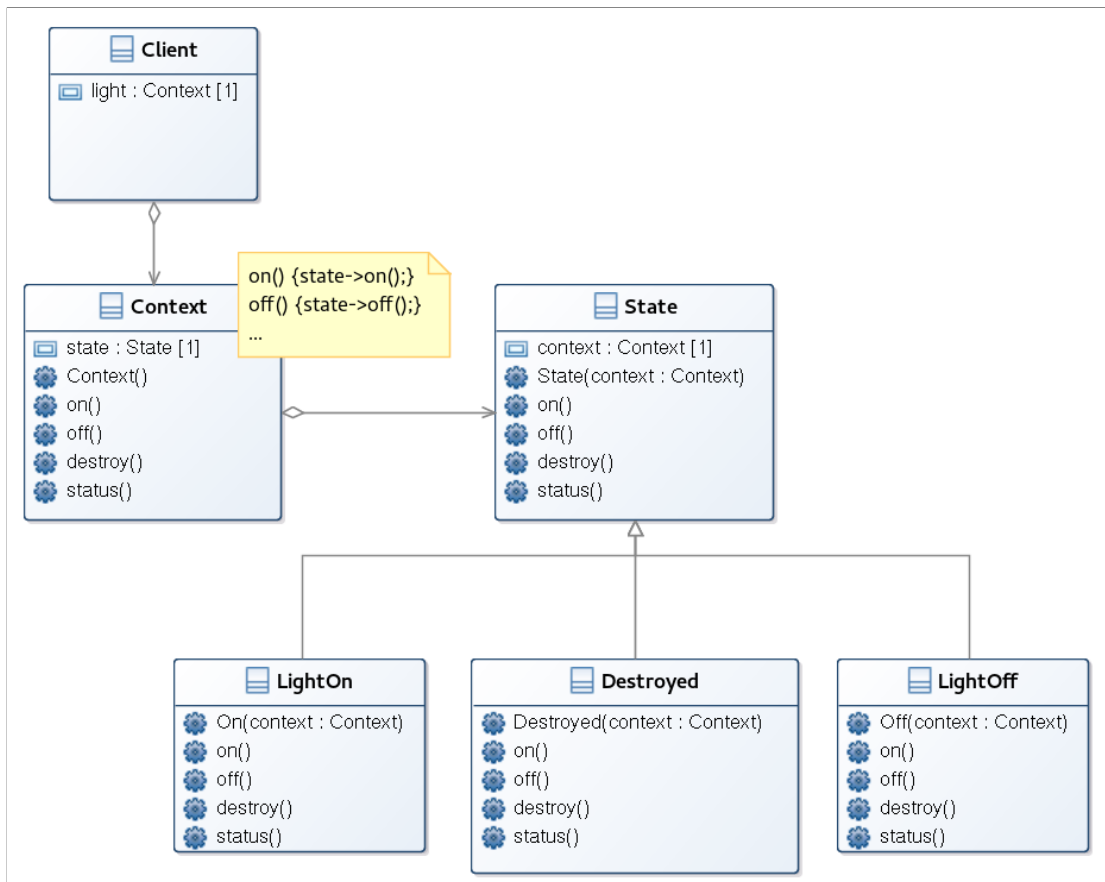 Client
light : Context [1]
on() {state->on();}
off() {state->off();}
...
Context
state : State [1]
Context()
on()
off()
destroy()
status()
State
context : Context [1]
State(context : Context)
on()
off()
destroy()
status()
LightOn
On(context : Context)
on()
off()
destroy()
status()
Destroyed
Destroyed(context : Context)
on()
off()
destroy()
status()
LightOff
Off(context : Context)
on()
off()
destroy()
status()